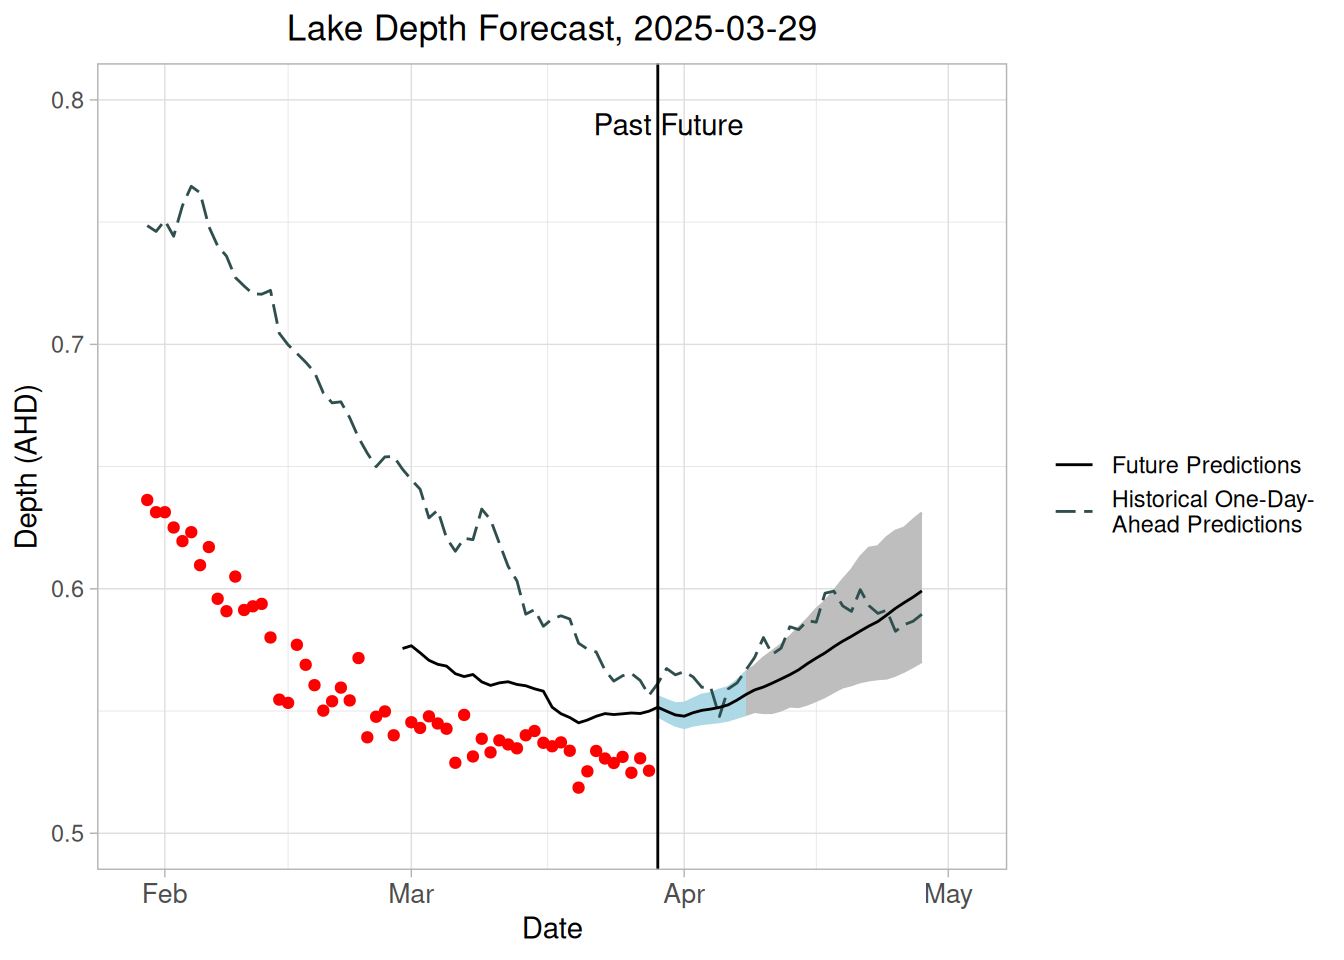 Lake Depth Forecast, 2025-03-29
0.8
Past Future
0.7
Depth (AHD)
Future Predictions
Historical One-Day-
Ahead Predictions
0.6
0.5
Feb Mar Apr May
Date